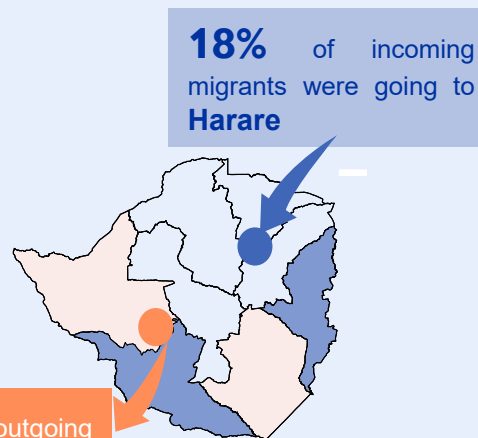 18% of incoming
migrants were going to
Harare
outgoing